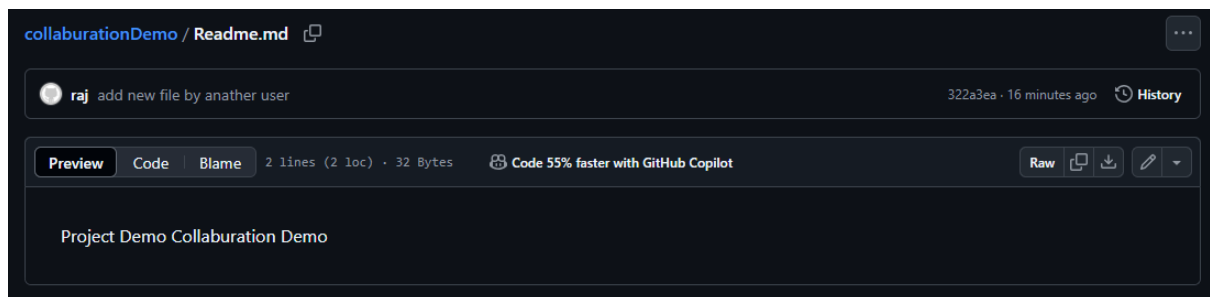 collaburationDemo / Readme.md
raj add new file by anather user 322a3ea · 16 minutes ago History
Preview Code Blame 2 lines (2 loc) · 32 Bytes Code 55% faster with GitHub Copilot Raw
Project Demo Collaburation Demo